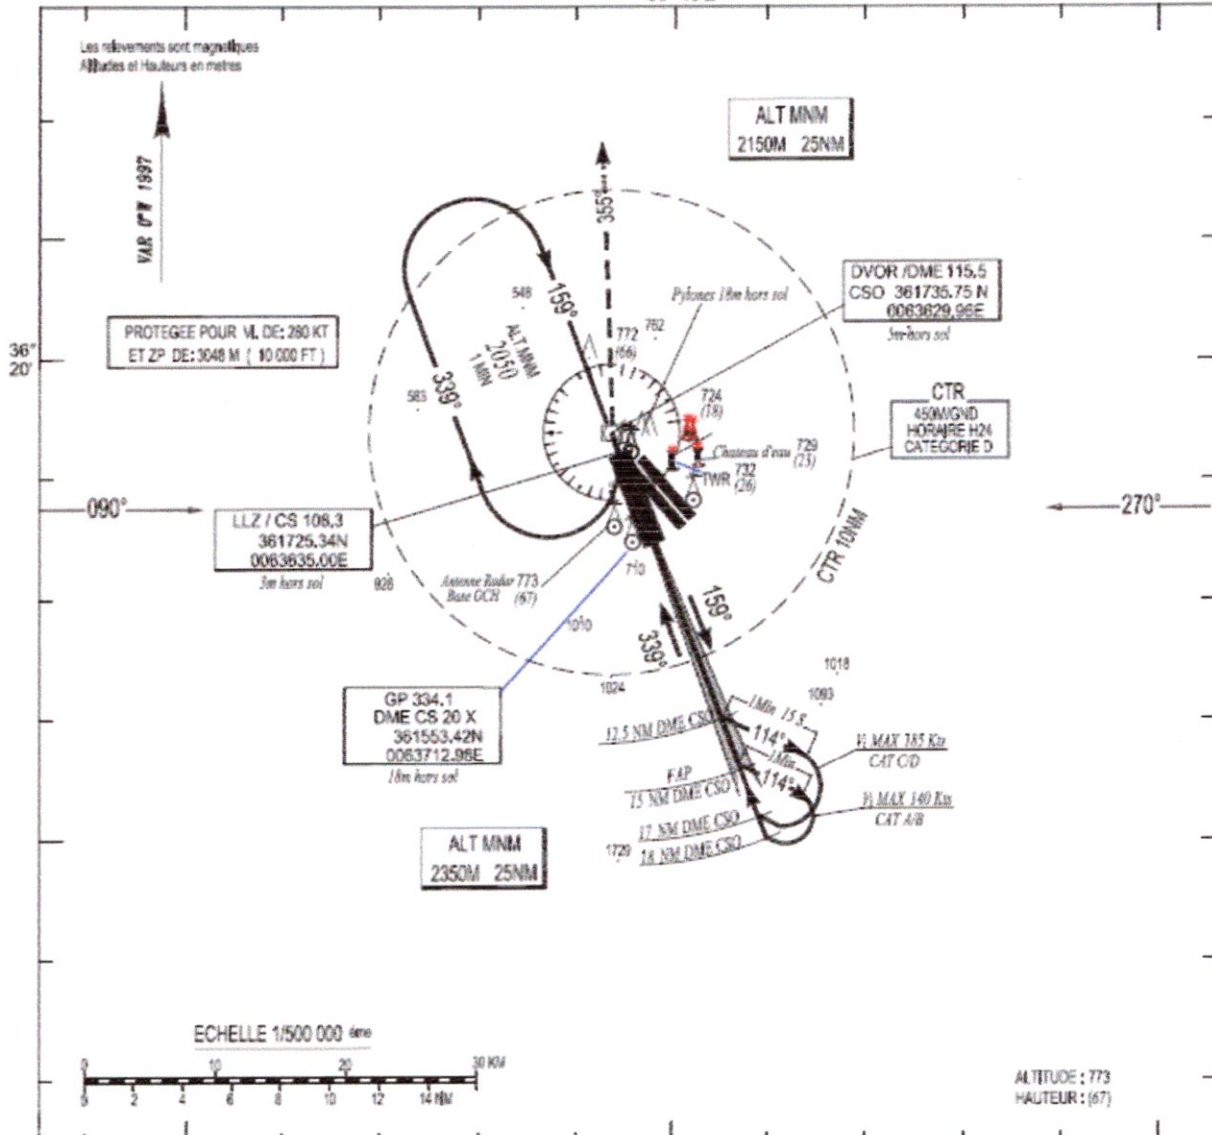 Les relevements sont magnetiques
Altitudes et Hauteurs en metres
VAR 0°W 1997
ALT MNM
2150M 25NM
355°
DVOR /DME 115.5
CSO 361735.75 N
0063629.96E
5m-hors sol
Pylones 18m hors sol
159°
548
772
(66)
762
PROTEGEE POUR VI. DE: 280 KT
ET ZP DE: 3048 M ( 10 000 FT )
36°
20'
ALT MNM
2050
1 MIN
339°
583
724
(18)
CTR
450M/GND
HORAIRE H24
CATEGORIE D
Chateau d'eau 729
(23)
TWR 732
(26)
090°
270°
LLZ / CS 108.3
361725.34N
0063635.00E
3m hors sol
926
Antenne Radar 773
Base GCH (67)
710
CTR 10NM
1010
159°
339°
1024
1018
1093
GP 334.1
DME CS 20 X
361553.42N
0063712.96E
18m hors sol
12.5 NM DME CSO
1Min 15 S
114°
VI MAX 185 Kts
CAT C/D
FAP
15 NM DME CSO
1Min
114°
VI MAX 140 Kts
CAT A/B
17 NM DME CSO
18 NM DME CSO
1729
ALT MNM
2350M 25NM
ECHELLE 1/500 000 ème
0 10 20 30 KM
0 2 4 6 8 10 12 14 NM
ALTITUDE : 773
HAUTEUR : (67)